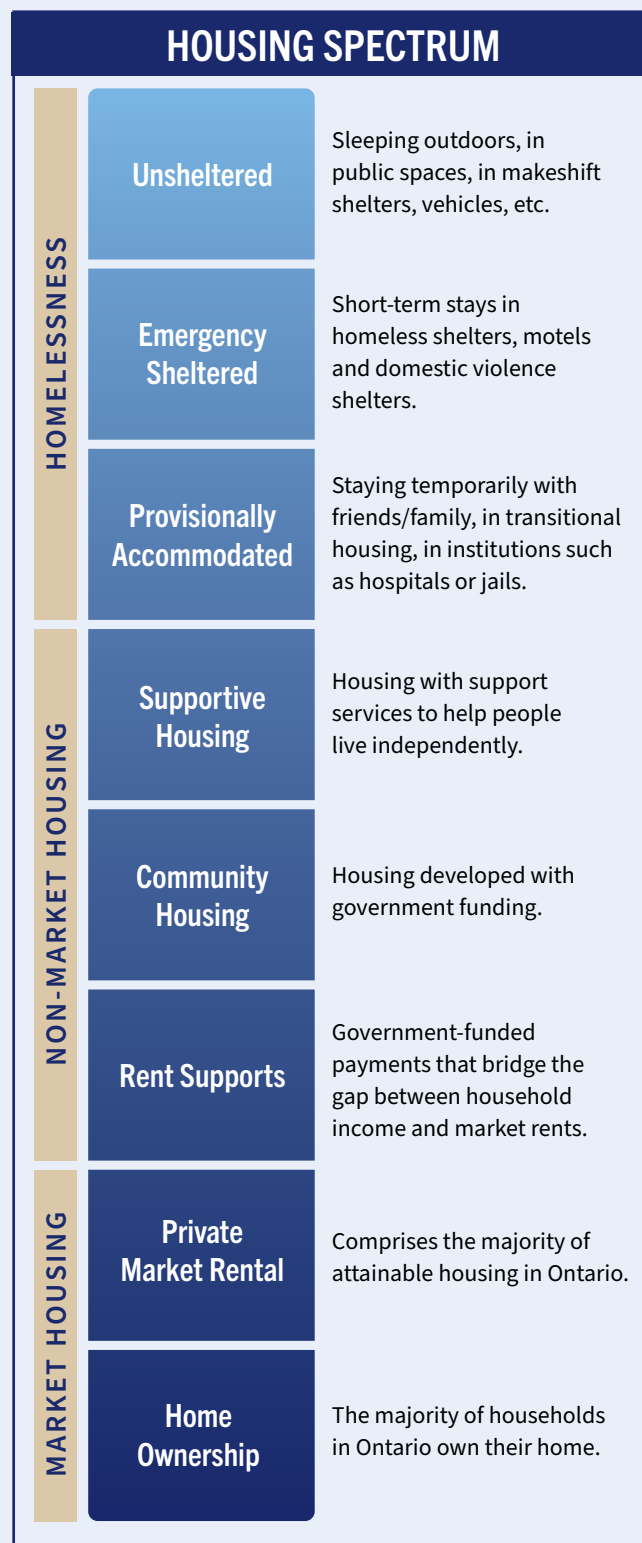 HOUSING SPECTRUM
HOMELESSNESS
Unsheltered
Sleeping outdoors, in
public spaces, in makeshift
shelters, vehicles, etc.
Emergency
Sheltered
Short-term stays in
homeless shelters, motels
and domestic violence
shelters.
Provisionally
Accommodated
Staying temporarily with
friends/family, in transitional
housing, in institutions such
as hospitals or jails.
NON-MARKET HOUSING
Supportive
Housing
Housing with support
services to help people
live independently.
Community
Housing
Housing developed with
government funding.
Rent Supports
Government-funded
payments that bridge the
gap between household
income and market rents.
MARKET HOUSING
Private
Market Rental
Comprises the majority of
attainable housing in Ontario.
Home
Ownership
The majority of households
in Ontario own their home.